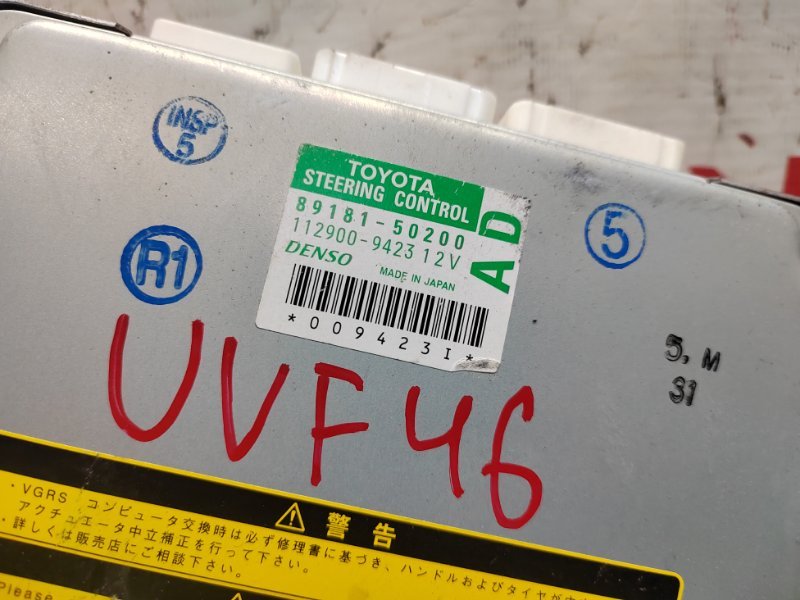 INSP
5
TOYOTA
STEERING CONTROL
89181-50200
112900-9423 12V
DENSO
MADE IN JAPAN
AD
*009423I*
5
R1
5, M
31
UVF46
警告
・VGRS コンピュータ交換時は必ず修理書に基づき、ハンドルおよびタイヤが中
アクチュエータ中立補正を行って下さい。
・詳しくは販売店にご相談下さい。
Please